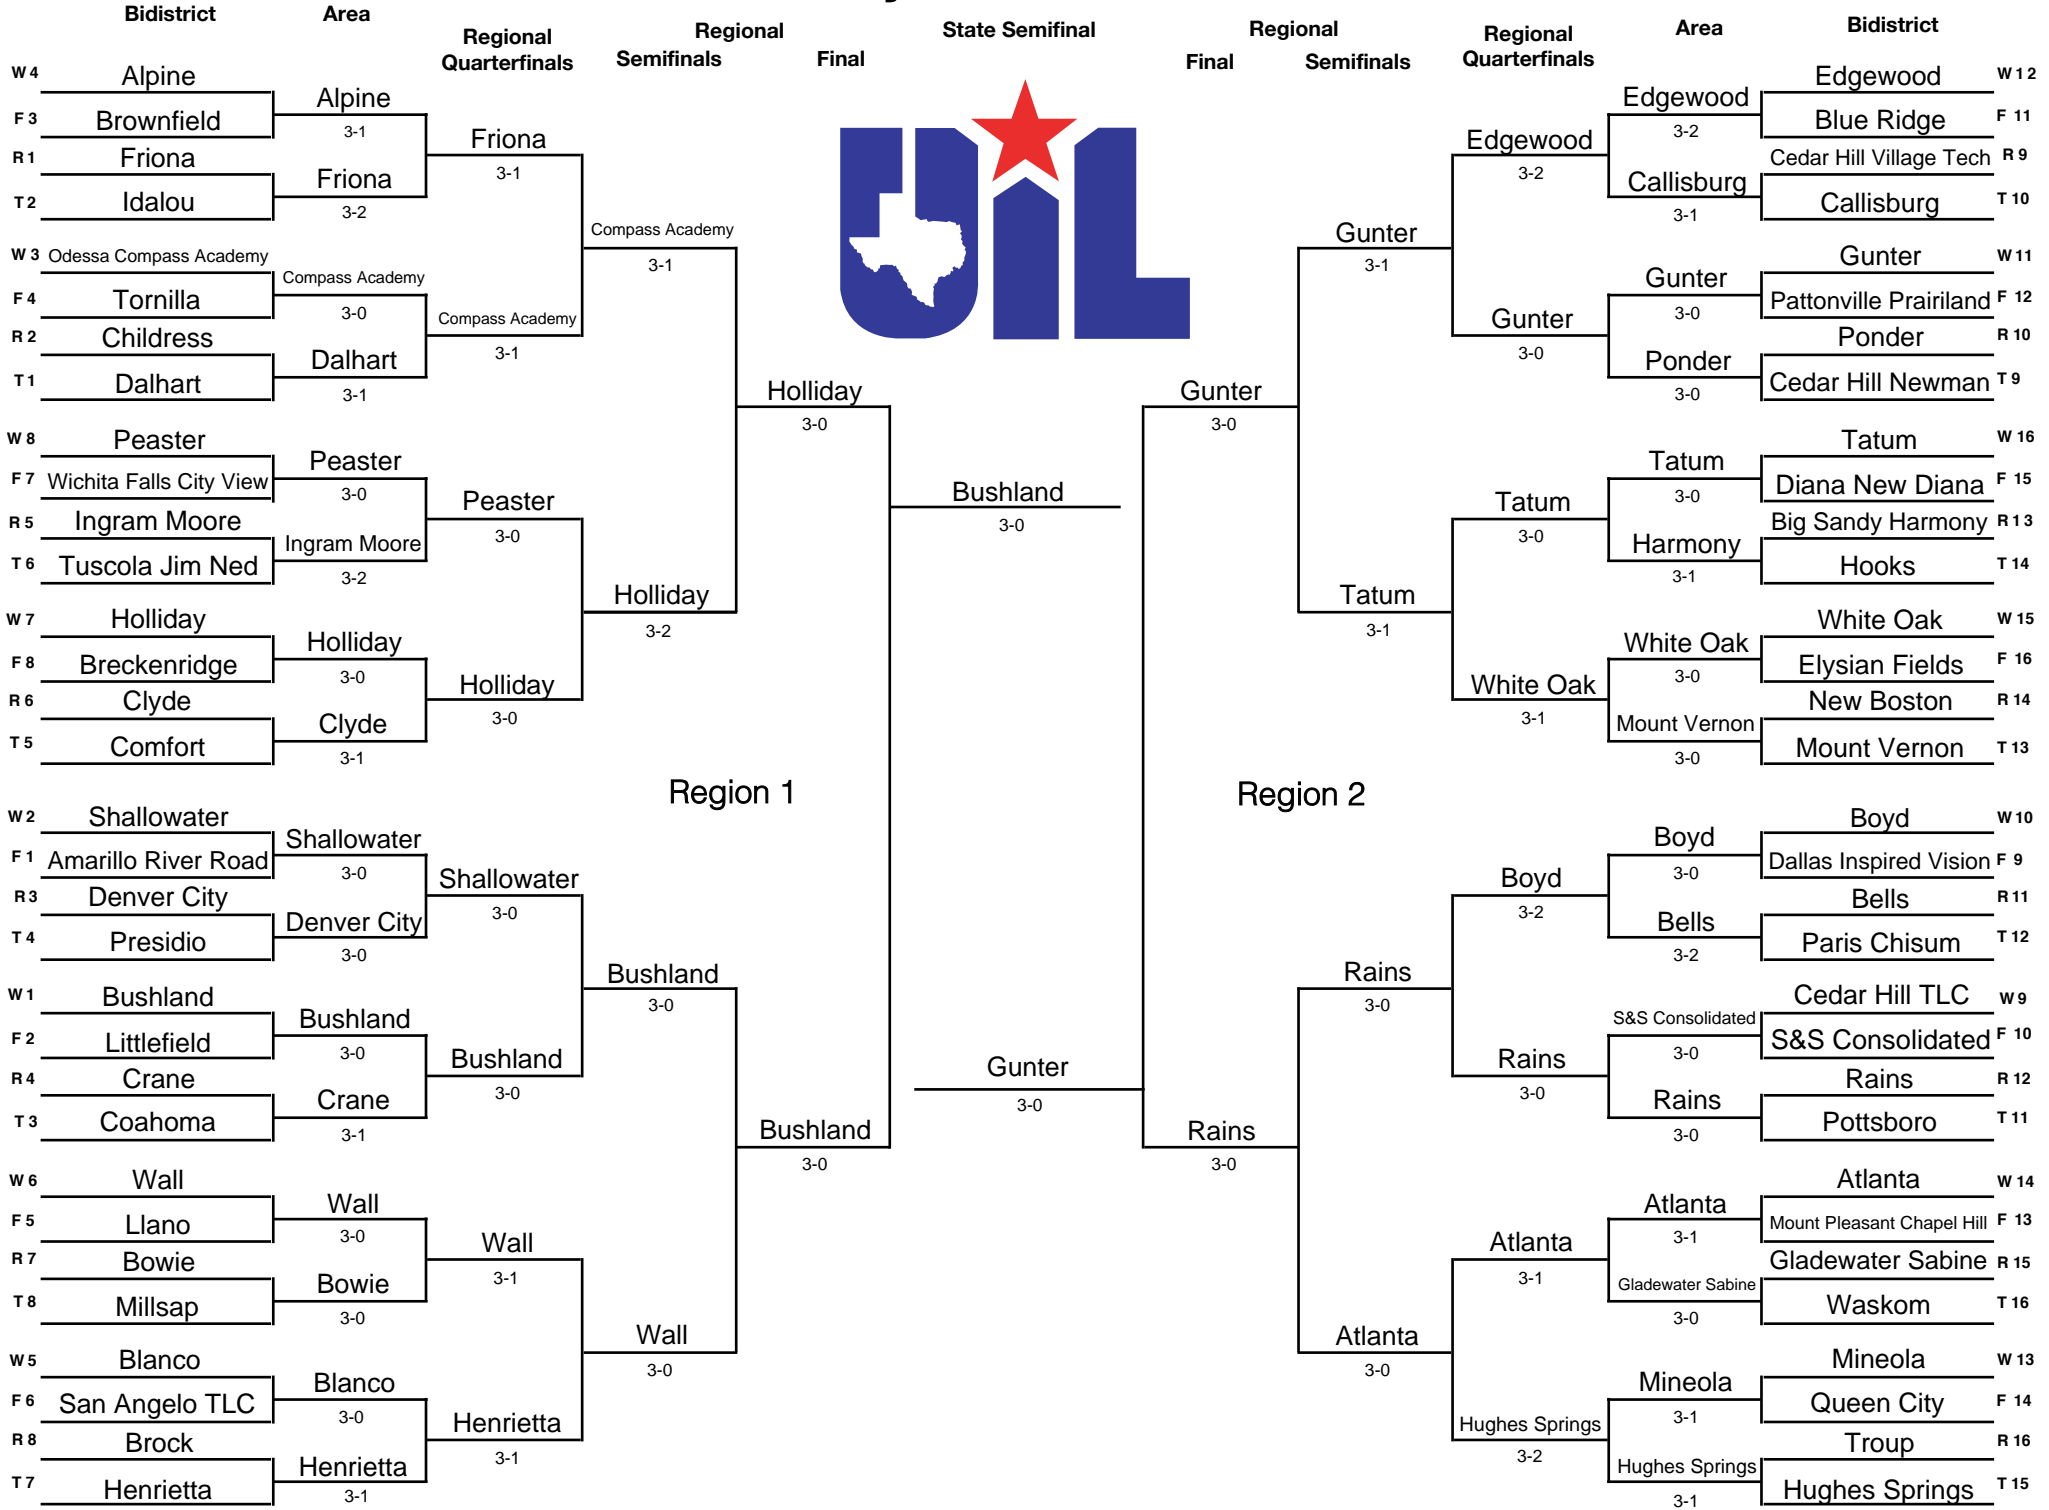 Bidistrict
Area
Regional
Quarterfinals
Regional
Semifinals
Final
State Semifinal
Regional
Final
Semifinals
Regional
Quarterfinals
Area
Bidistrict
W 4 Alpine
F 3 Brownfield
R 1 Friona
T 2 Idalou
W 3 Odessa Compass Academy
F 4 Tornilla
R 2 Childress
T 1 Dalhart
W 8 Peaster
F 7 Wichita Falls City View
R 5 Ingram Moore
T 6 Tuscola Jim Ned
W 7 Holliday
F 8 Breckenridge
R 6 Clyde
T 5 Comfort
W 2 Shallowater
F 1 Amarillo River Road
R 3 Denver City
T 4 Presidio
W 1 Bushland
F 2 Littlefield
R 4 Crane
T 3 Coahoma
W 6 Wall
F 5 Llano
R 7 Bowie
T 8 Millsap
W 5 Blanco
F 6 San Angelo TLC
R 8 Brock
T 7 Henrietta
Alpine
3-1
Friona
3-2
Compass Academy
3-0
Dalhart
3-1
Peaster
3-0
Ingram Moore
3-2
Holliday
3-0
Clyde
3-1
Shallowater
3-0
Denver City
3-0
Bushland
3-0
Crane
3-1
Wall
3-0
Bowie
3-0
Blanco
3-0
Henrietta
3-1
Friona
3-1
Compass Academy
3-1
Peaster
3-0
Holliday
3-0
Shallowater
3-0
Bushland
3-0
Wall
3-1
Henrietta
3-1
Compass Academy
3-1
Holliday
3-2
Bushland
3-0
Wall
3-0
Holliday
3-0
Bushland
3-0
Region 1
UIL
Bushland
3-0
Gunter
3-0
Region 2
Gunter
3-0
Rains
3-0
Gunter
3-1
Tatum
3-1
Rains
3-0
Atlanta
3-0
Edgewood
3-2
Gunter
3-0
Tatum
3-0
White Oak
3-1
Boyd
3-2
Rains
3-0
Atlanta
3-1
Hughes Springs
3-2
Edgewood
3-2
Callisburg
3-1
Gunter
3-0
Ponder
3-0
Tatum
3-0
Harmony
3-1
White Oak
3-0
Mount Vernon
3-0
Boyd
3-0
Bells
3-2
S&S Consolidated
3-0
Rains
3-0
Atlanta
3-1
Gladewater Sabine
3-0
Mineola
3-1
Hughes Springs
3-1
Edgewood W 12
Blue Ridge F 11
Cedar Hill Village Tech R 9
Callisburg T 10
Gunter W 11
Pattonville Prairiland F 12
Ponder R 10
Cedar Hill Newman T 9
Tatum W 16
Diana New Diana F 15
Big Sandy Harmony R 13
Hooks T 14
White Oak W 15
Elysian Fields F 16
New Boston R 14
Mount Vernon T 13
Boyd W 10
Dallas Inspired Vision F 9
Bells R 11
Paris Chisum T 12
Cedar Hill TLC W 9
S&S Consolidated F 10
Rains R 12
Pottsboro T 11
Atlanta W 14
Mount Pleasant Chapel Hill F 13
Gladewater Sabine R 15
Waskom T 16
Mineola W 13
Queen City F 14
Troup R 16
Hughes Springs T 15